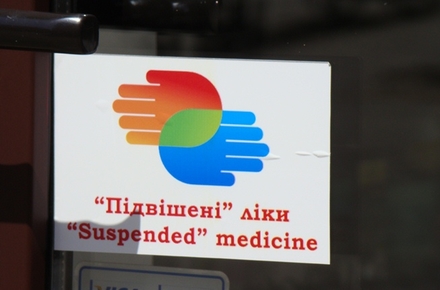 “Підвішені” ліки
“Suspended” medicine